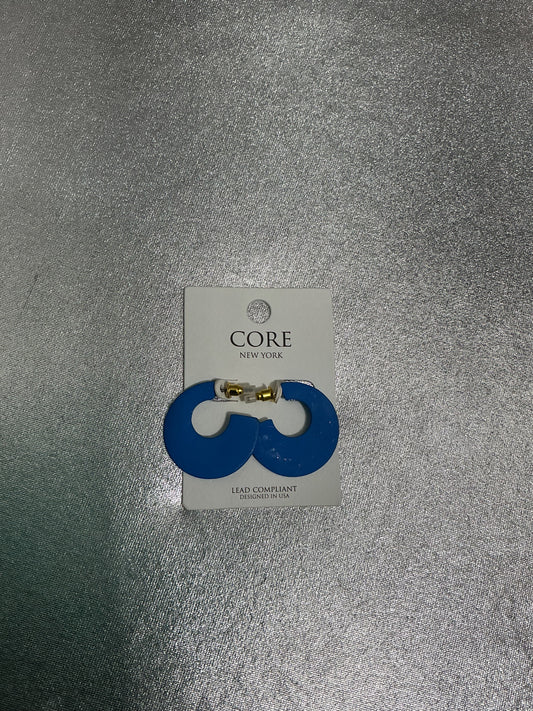 CORE
NEW YORK
LEAD COMPLIANT
DESIGNED IN USA